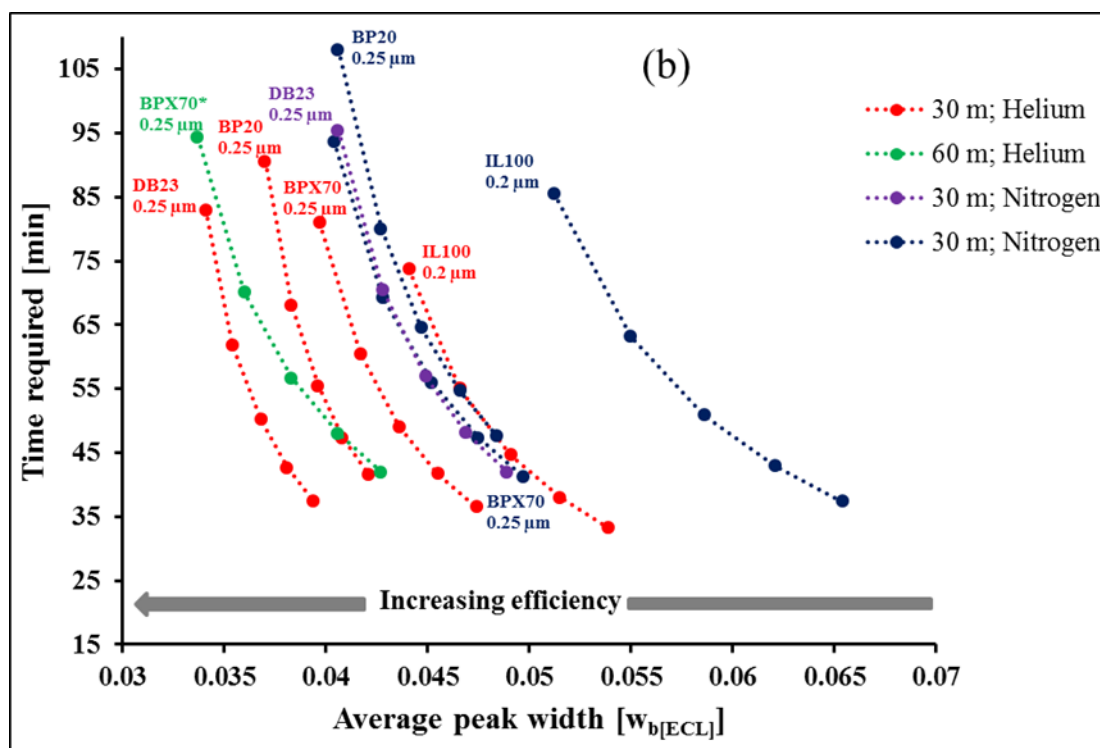 (b)
BP20
0.25 µm
DB23
0.25 µm
BPX70*
0.25 µm
BP20
0.25 µm
DB23
0.25 µm
BPX70
0.25 µm
IL100
0.2 µm
IL100
0.2 µm
BPX70
0.25 µm
30 m; Helium
60 m; Helium
30 m; Nitrogen
30 m; Nitrogen
Time required [min]
105
95
85
75
65
55
45
35
25
15
Increasing efficiency
0.03 0.035 0.04 0.045 0.05 0.055 0.06 0.065 0.07
Average peak width [wb[ECL]]